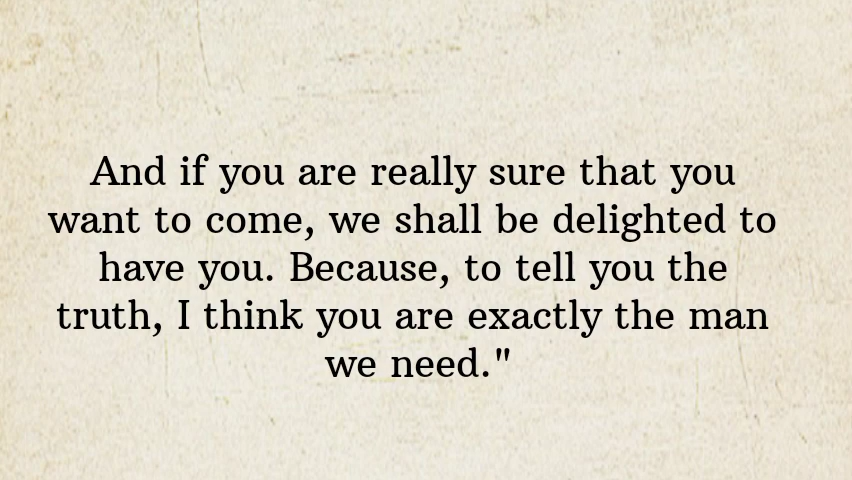 And if you are really sure that you
want to come, we shall be delighted to
have you. Because, to tell you the
truth, I think you are exactly the man
we need."